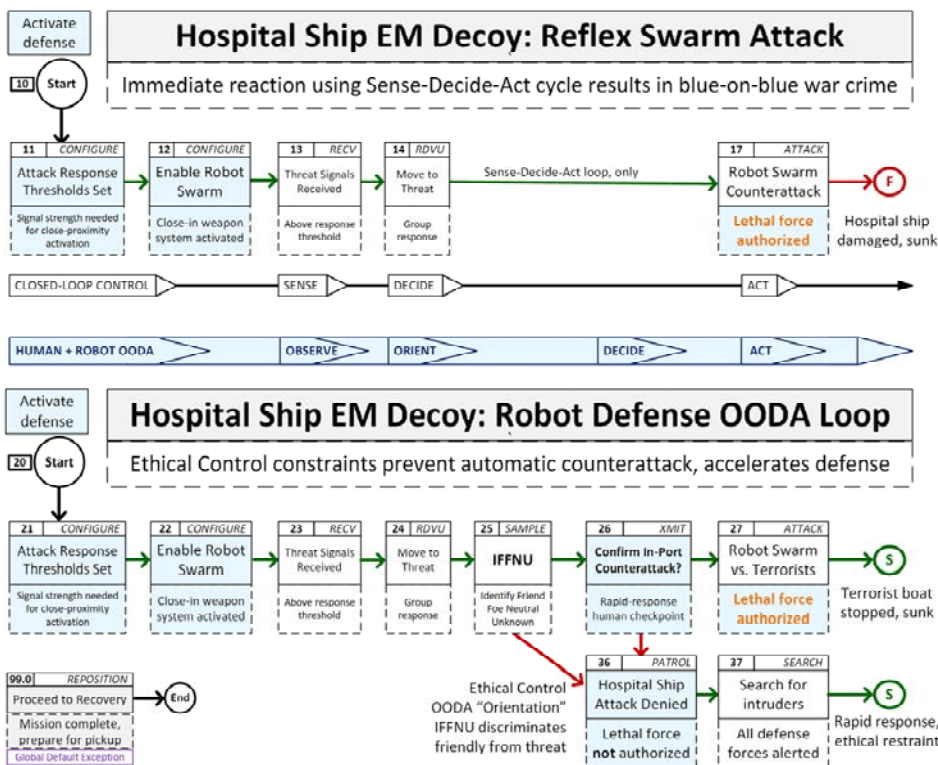 Activate
defense
Hospital Ship EM Decoy: Reflex Swarm Attack
10
Start
Immediate reaction using Sense-Decide-Act cycle results in blue-on-blue war crime
11 CONFIGURE
Attack Response
Thresholds Set
Signal strength needed
for close-proximity
activation
12 CONFIGURE
Enable Robot
Swarm
Close-in weapon
system activated
13 RECV
Threat Signals
Received
Above response
threshold
14 RDVU
Move to
Threat
Group
response
Sense-Decide-Act loop, only
17 ATTACK
Robot Swarm
Counterattack
Lethal force
authorized
F
Hospital ship
damaged, sunk
CLOSED-LOOP CONTROL
SENSE
DECIDE
ACT
HUMAN + ROBOT OODA
OBSERVE
ORIENT
DECIDE
ACT
Activate
defense
Hospital Ship EM Decoy: Robot Defense OODA Loop
20
Start
Ethical Control constraints prevent automatic counterattack, accelerates defense
21 CONFIGURE
Attack Response
Thresholds Set
Signal strength needed
for close-proximity
activation
22 CONFIGURE
Enable Robot
Swarm
Close-in weapon
system activated
23 RECV
Threat Signals
Received
Above response
threshold
24 RDVU
Move to
Threat
Group
response
25 SAMPLE
IFFNU
Identify Friend
Foe Neutral
Unknown
26 XMIT
Confirm In-Port
Counterattack?
Rapid-response
human checkpoint
27 ATTACK
Robot Swarm
vs. Terrorists
Lethal force
authorized
S
Terrorist boat
stopped, sunk
99.0 REPOSITION
Proceed to Recovery
Mission complete,
prepare for pickup
Global Default Exception
End
Ethical Control
OODA “Orientation”
IFFNU discriminates
friendly from threat
36 PATROL
Hospital Ship
Attack Denied
Lethal force
not authorized
37 SEARCH
Search for
intruders
All defense
forces alerted
S
Rapid response,
ethical restraint